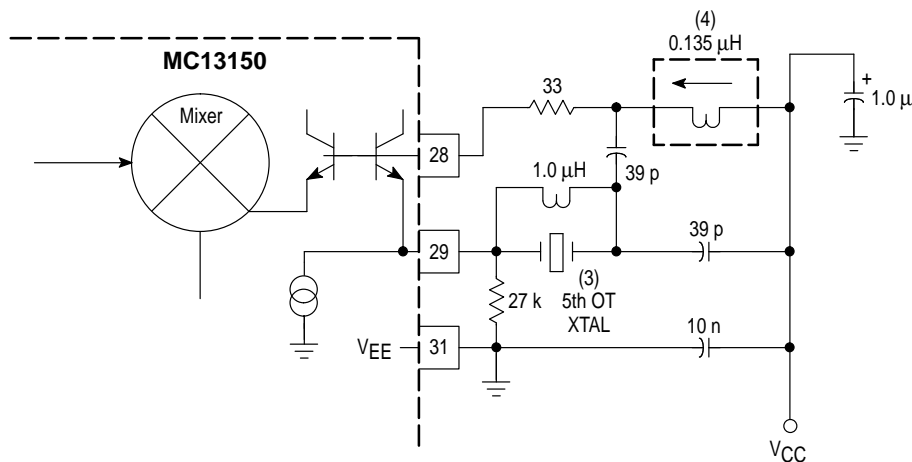 (4)
0.135 μH
MC13150
+
1.0 μ
Mixer
33
28
1.0 μH
39 p
39 p
29
(3)
5th OT
XTAL
27 k
10 n
VEE
31
VCC